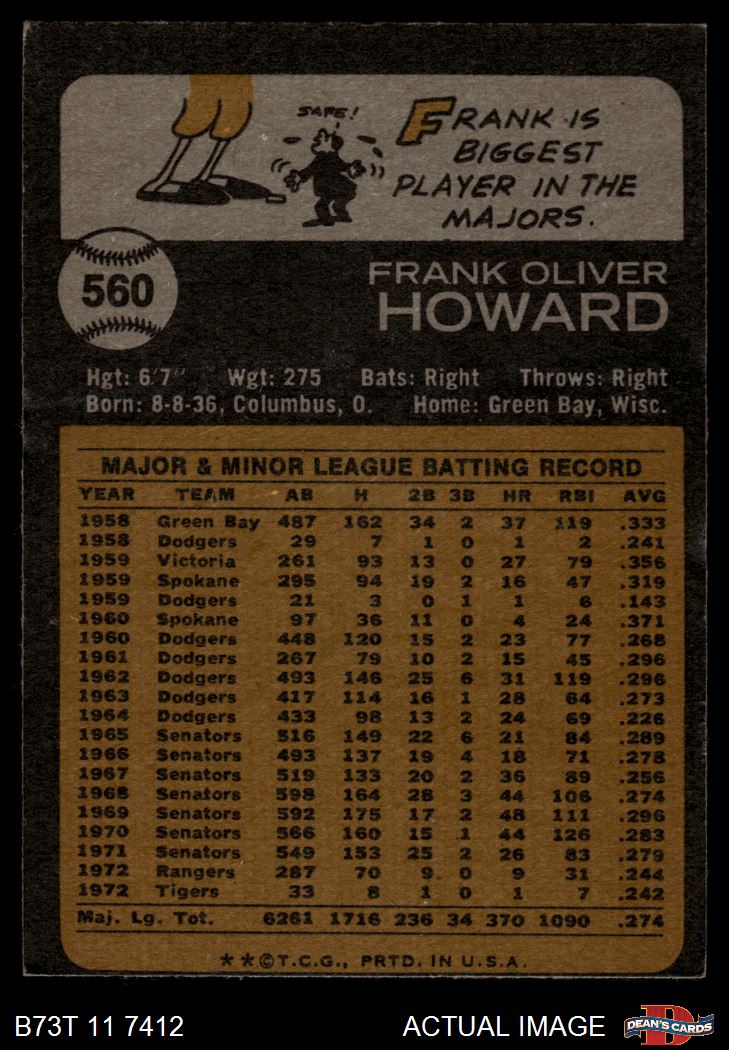 SAFE!
FRANK IS
BIGGEST
PLAYER IN THE
MAJORS.
560
FRANK OLIVER
HOWARD
Hgt: 6'7" Wgt: 275 Bats: Right Throws: Right
Born: 8-8-36, Columbus, O. Home: Green Bay, Wisc.
MAJOR & MINOR LEAGUE BATTING RECORD
YEAR TEAM AB H 2B 3B HR RBI AVG
1958 Green Bay 487 162 34 2 37 119 .333
1958 Dodgers 29 7 1 0 1 2 .241
1959 Victoria 261 93 13 0 27 79 .356
1959 Spokane 295 94 19 2 16 47 .319
1959 Dodgers 21 3 0 1 1 6 .143
1960 Spokane 97 36 11 0 4 24 .371
1960 Dodgers 448 120 15 2 23 77 .268
1961 Dodgers 267 79 10 2 15 45 .296
1962 Dodgers 493 146 25 6 31 119 .296
1963 Dodgers 417 114 16 1 28 64 .273
1964 Dodgers 433 98 13 2 24 69 .226
1965 Senators 516 149 22 6 21 84 .289
1966 Senators 493 137 19 4 18 71 .278
1967 Senators 519 133 20 2 36 89 .256
1968 Senators 598 164 28 3 44 106 .274
1969 Senators 592 175 17 2 48 111 .296
1970 Senators 566 160 15 1 44 126 .283
1971 Senators 549 153 25 2 26 83 .279
1972 Rangers 287 70 9 0 9 31 .244
1972 Tigers 33 8 1 0 1 7 .242
Maj. Lg. Tot. 6261 1716 236 34 370 1090 .274
**©T.C.G., PRTD. IN U.S.A.
B73T 11 7412 ACTUAL IMAGE DEAN'S CARDS